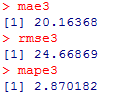 > mae3
[1] 20.16368
> rmse3
[1] 24.66869
> mape3
[1] 2.870182